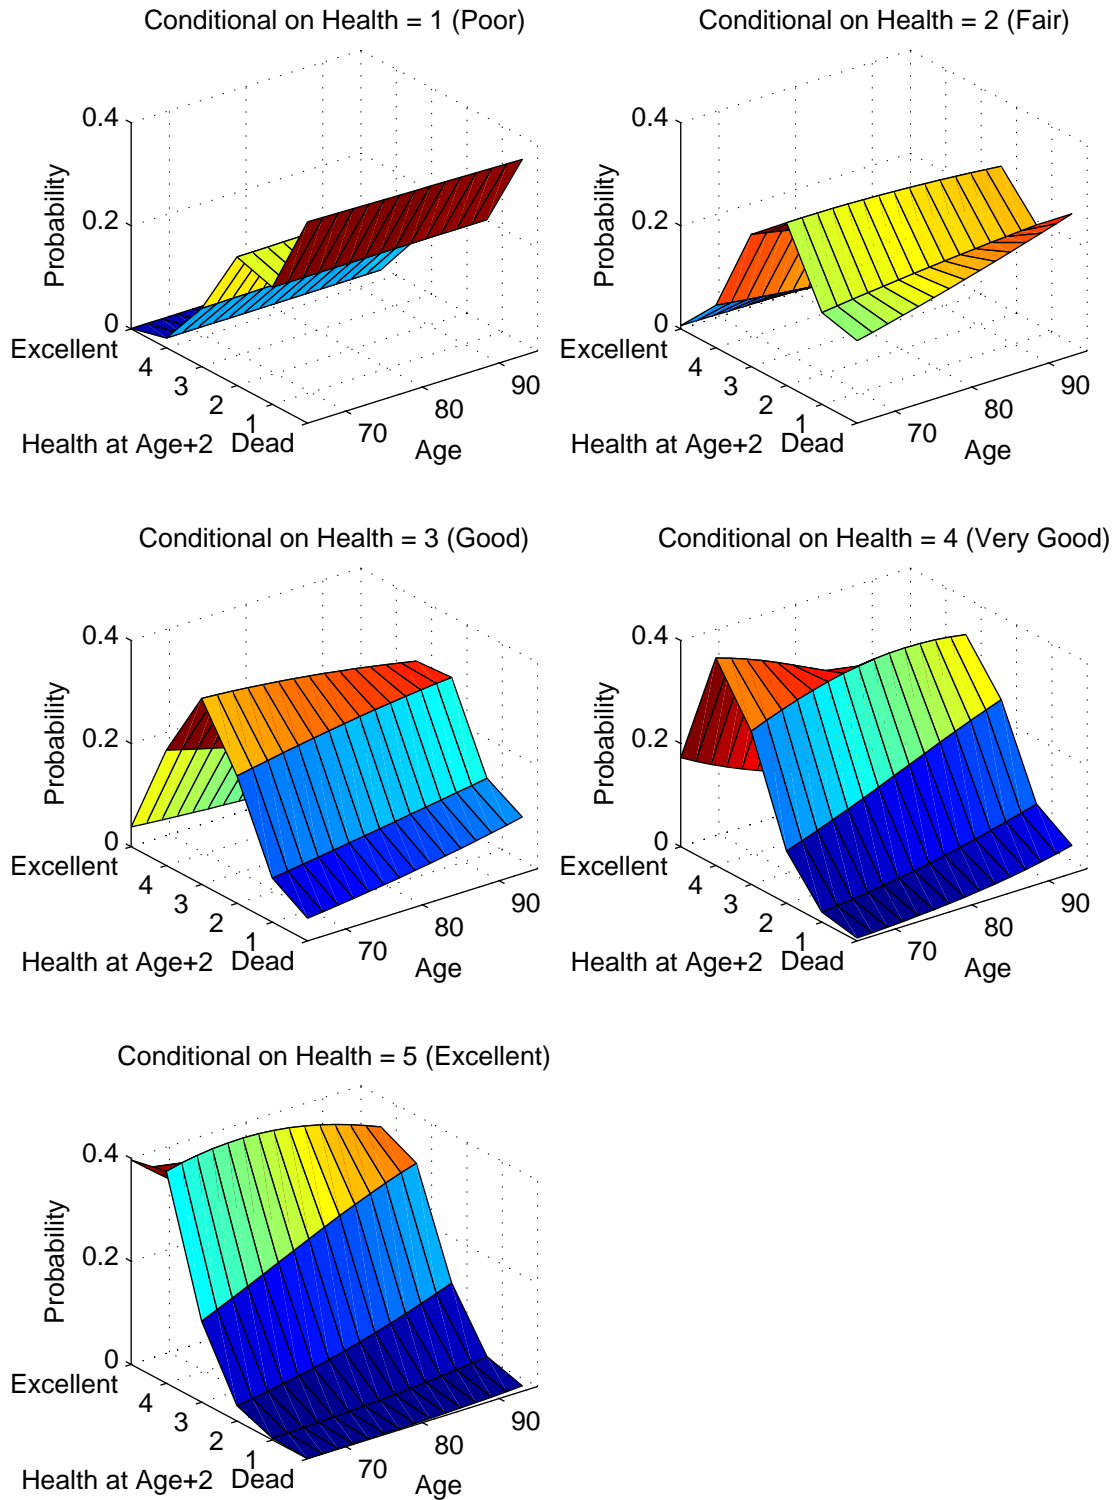 Conditional on Health = 1 (Poor)
0.4
0.2
0
Probability
Excellent
4
3
2
1
Dead
Health at Age+2
70
80
90
Age
Conditional on Health = 2 (Fair)
0.4
0.2
0
Probability
Excellent
4
3
2
1
Dead
Health at Age+2
70
80
90
Age
Conditional on Health = 3 (Good)
0.4
0.2
0
Probability
Excellent
4
3
2
1
Dead
Health at Age+2
70
80
90
Age
Conditional on Health = 4 (Very Good)
0.4
0.2
0
Probability
Excellent
4
3
2
1
Dead
Health at Age+2
70
80
90
Age
Conditional on Health = 5 (Excellent)
0.4
0.2
0
Probability
Excellent
4
3
2
1
Dead
Health at Age+2
70
80
90
Age